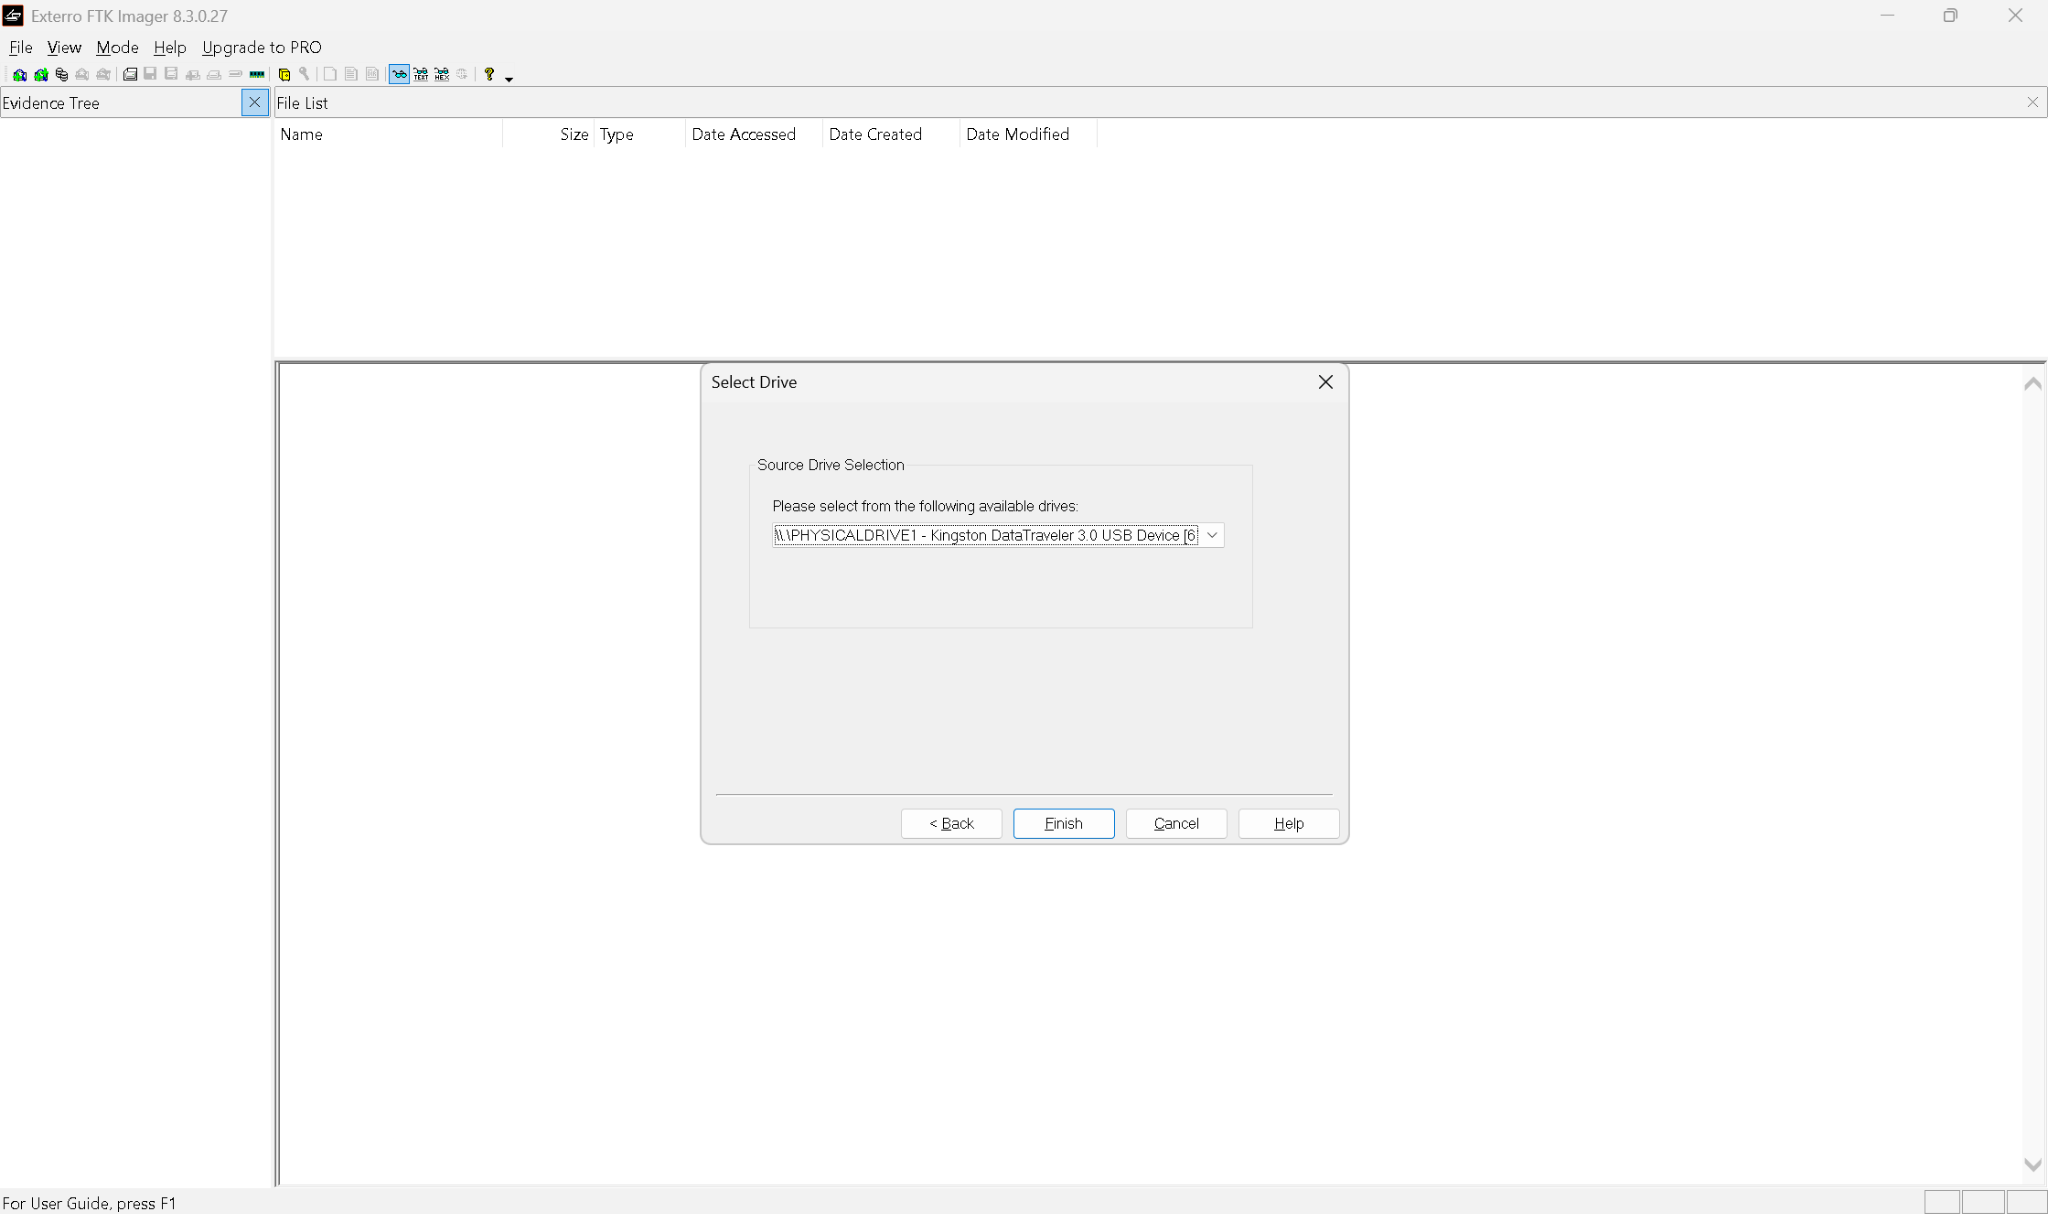 Exterro FTK Imager 8.3.0.27
File View Mode Help Upgrade to PRO
TEXT HEX
Evidence Tree
File List
Name Size Type Date Accessed Date Created Date Modified
Select Drive
Source Drive Selection
Please select from the following available drives:
\\.\PHYSICALDRIVE1 - Kingston DataTraveler 3.0 USB Device [6
< Back Finish Cancel Help
For User Guide, press F1